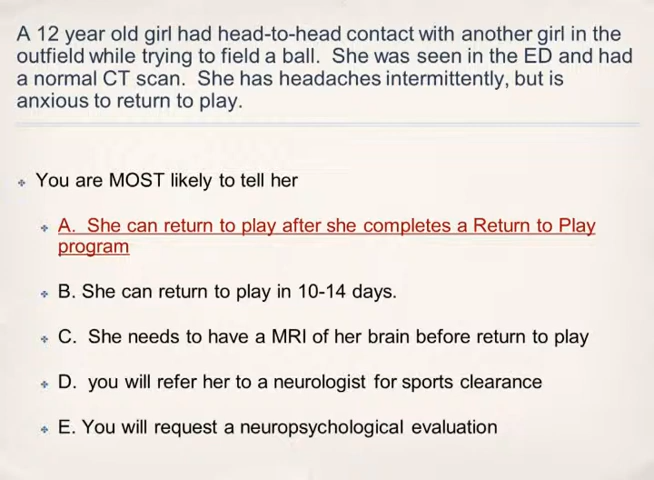 A 12 year old girl had head-to-head contact with another girl in the
outfield while trying to field a ball.  She was seen in the ED and had
a normal CT scan.  She has headaches intermittently, but is
anxious to return to play.
You are MOST likely to tell her
A.  She can return to play after she completes a Return to Play
program
B. She can return to play in 10-14 days.
C.  She needs to have a MRI of her brain before return to play
D.  you will refer her to a neurologist for sports clearance
E. You will request a neuropsychological evaluation